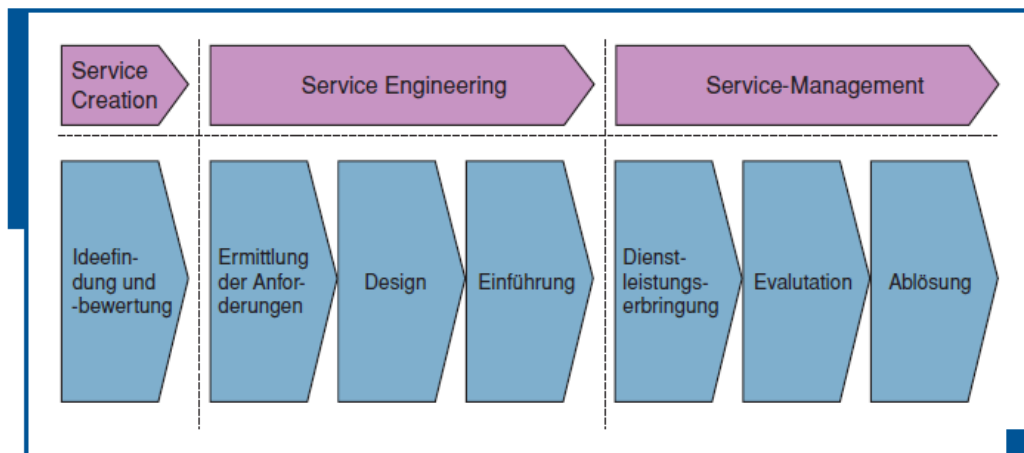 Service
Creation
Service Engineering
Service-Management
Ideefin-
dung und
-bewertung
Ermittlung
der Anfor-
derungen
Design
Einführung
Dienst-
leistungs-
erbringung
Evalutation
Ablösung